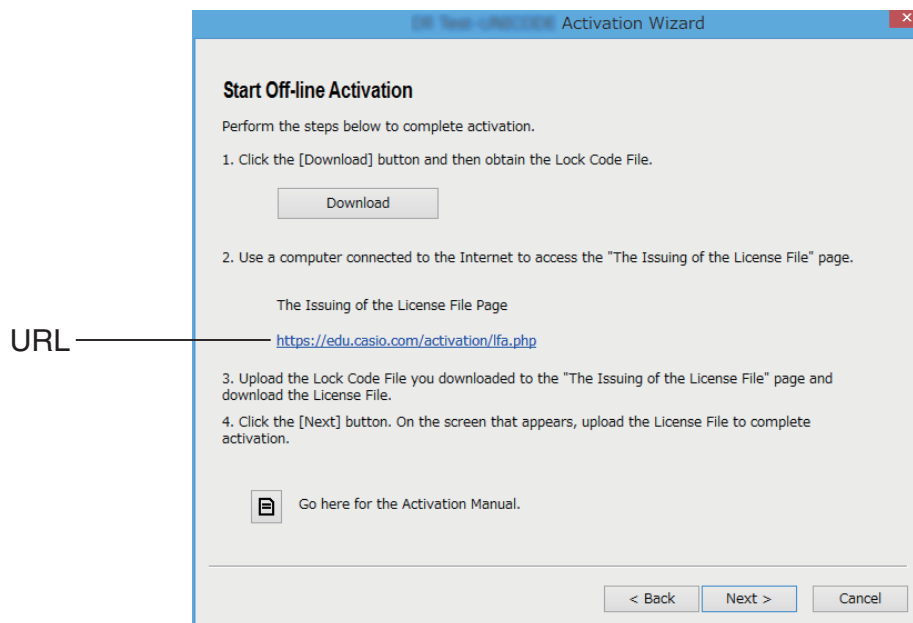 Activation Wizard
Start Off-line Activation
Perform the steps below to complete activation.
1. Click the [Download] button and then obtain the Lock Code File.
Download
2. Use a computer connected to the Internet to access the "The Issuing of the License File" page.
The Issuing of the License File Page
URL
https://edu.casio.com/activation/lfa.php
3. Upload the Lock Code File you downloaded to the "The Issuing of the License File" page and
download the License File.
4. Click the [Next] button. On the screen that appears, upload the License File to complete
activation.
Go here for the Activation Manual.
< Back Next > Cancel